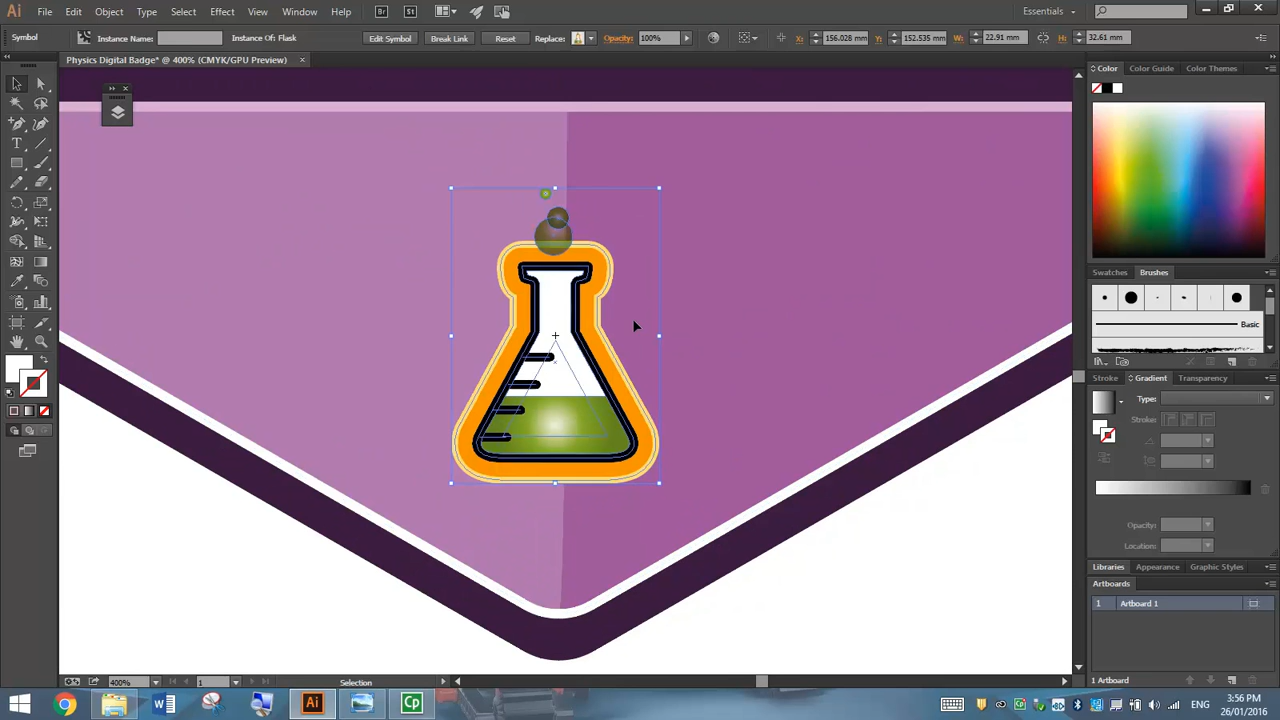 Ai File Edit Object Type Select Effect View Window Help Br St Essentials
Symbol Instance Name: Instance Of: Flask Edit Symbol Break Link Reset Replace: Opacity: 100% X: 156.028 mm Y: 152.535 mm W: 22.91 mm H: 32.61 mm
Physics Digital Badge* @ 400% (CMYK/GPU Preview) ×
Color Color Guide Color Themes
Swatches Brushes
Basic
Stroke Gradient Transparency
Type:
Stroke:
Opacity:
Location:
Libraries Appearance Graphic Styles
Artboards
1 Artboard 1
1 Artboard
400% 1 Selection
Ai Cp ENG
3:56 PM
26/01/2016